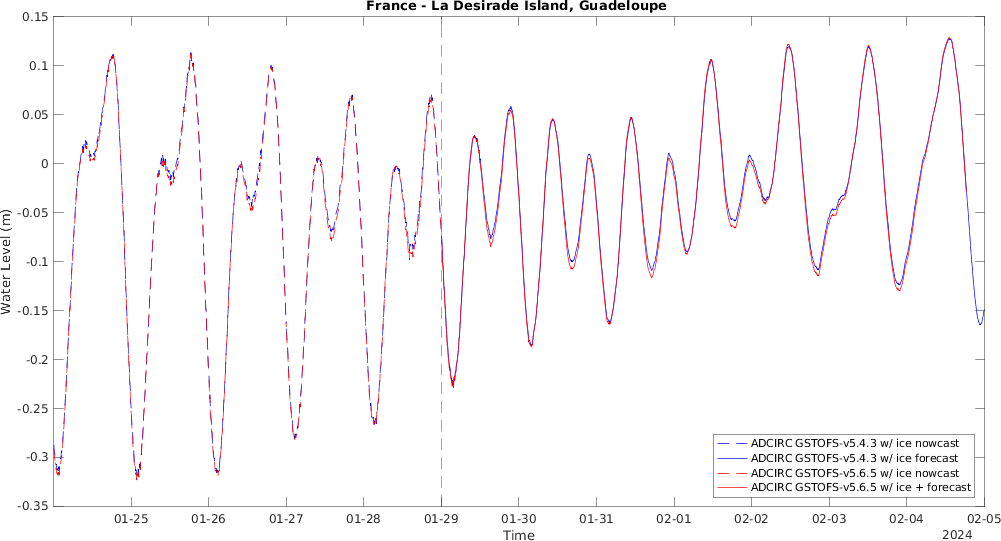 France - La Desirade Island, Guadeloupe
0.15
0.1
0.05
0
-0.05
-0.1
-0.15
-0.2
-0.25
-0.3
-0.35
Water Level (m)
ADCIRC GSTOFS-v5.4.3 w/ ice nowcast
ADCIRC GSTOFS-v5.4.3 w/ ice forecast
ADCIRC GSTOFS-v5.6.5 w/ ice nowcast
ADCIRC GSTOFS-v5.6.5 w/ ice + forecast
01-25 01-26 01-27 01-28 01-29 01-30 01-31 02-01 02-02 02-03 02-04 02-05
Time
2024